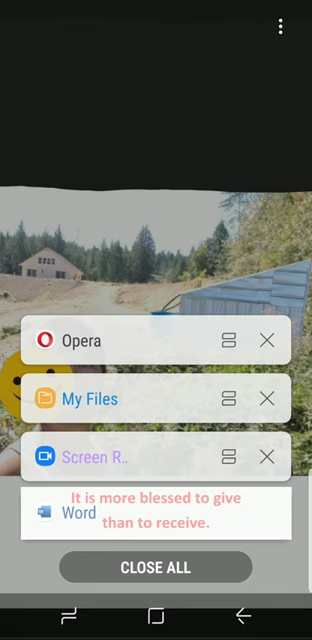 Opera
My Files
Screen R..
It is more blessed to give
Word
than to receive.
CLOSE ALL